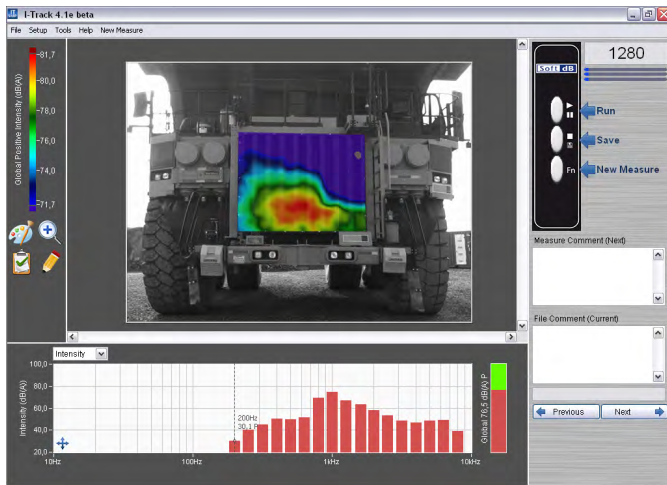 I-Track 4.1e beta
File Setup Tools Help New Measure
Global Positive Intensity (dB(A))
-81,7
-80,0
-78,0
-76,0
-74,0
-71,7
1280
Soft dB
Run
Save
Fn
New Measure
Measure Comment (Next)
File Comment (Current)
Previous
Next
Intensity
Intensity (dB(A))
100,0
80,0
60,0
40,0
20,0
200Hz
10Hz
100Hz
1kHz
10kHz
Global 76,5 dB(A) P